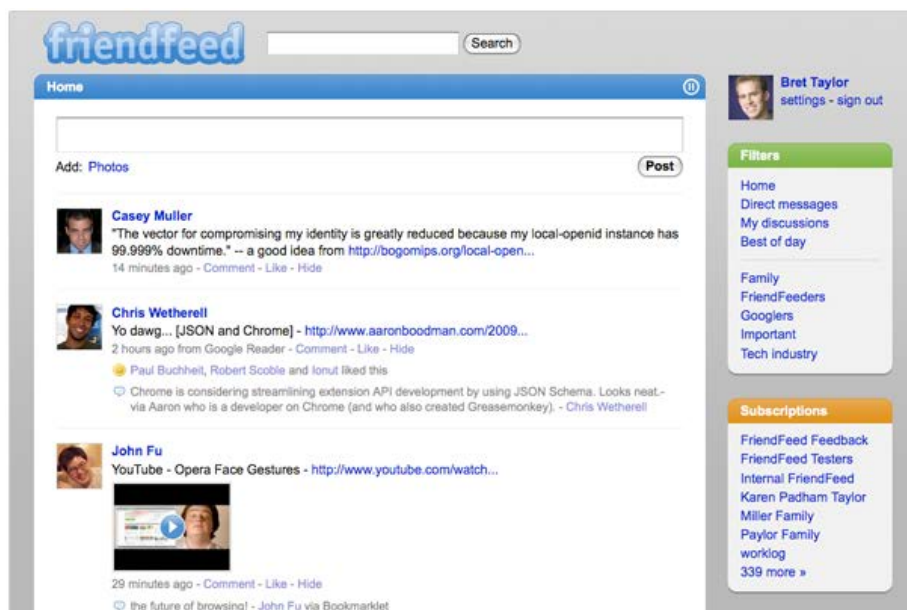 friendfeed
Search
Home
Bret Taylor
settings - sign out
Add: Photos
Post
Casey Muller
"The vector for compromising my identity is greatly reduced because my local-openid instance has
99.999% downtime." -- a good idea from http://bogomips.org/local-open...
14 minutes ago - Comment - Like - Hide
Chris Wetherell
Yo dawg... [JSON and Chrome] - http://www.aaronboodman.com/2009...
2 hours ago from Google Reader - Comment - Like - Hide
Paul Buchheit, Robert Scoble and Ionut liked this
Chrome is considering streamlining extension API development by using JSON Schema. Looks neat.-
via Aaron who is a developer on Chrome (and who also created Greasemonkey). - Chris Wetherell
John Fu
YouTube - Opera Face Gestures - http://www.youtube.com/watch...
29 minutes ago - Comment - Like - Hide
the future of browsing! - John Fu via Bookmarklet
Filters
Home
Direct messages
My discussions
Best of day
Family
FriendFeeders
Googlers
Important
Tech industry
Subscriptions
FriendFeed Feedback
FriendFeed Testers
Internal FriendFeed
Karen Padham Taylor
Miller Family
Paylor Family
worklog
339 more »